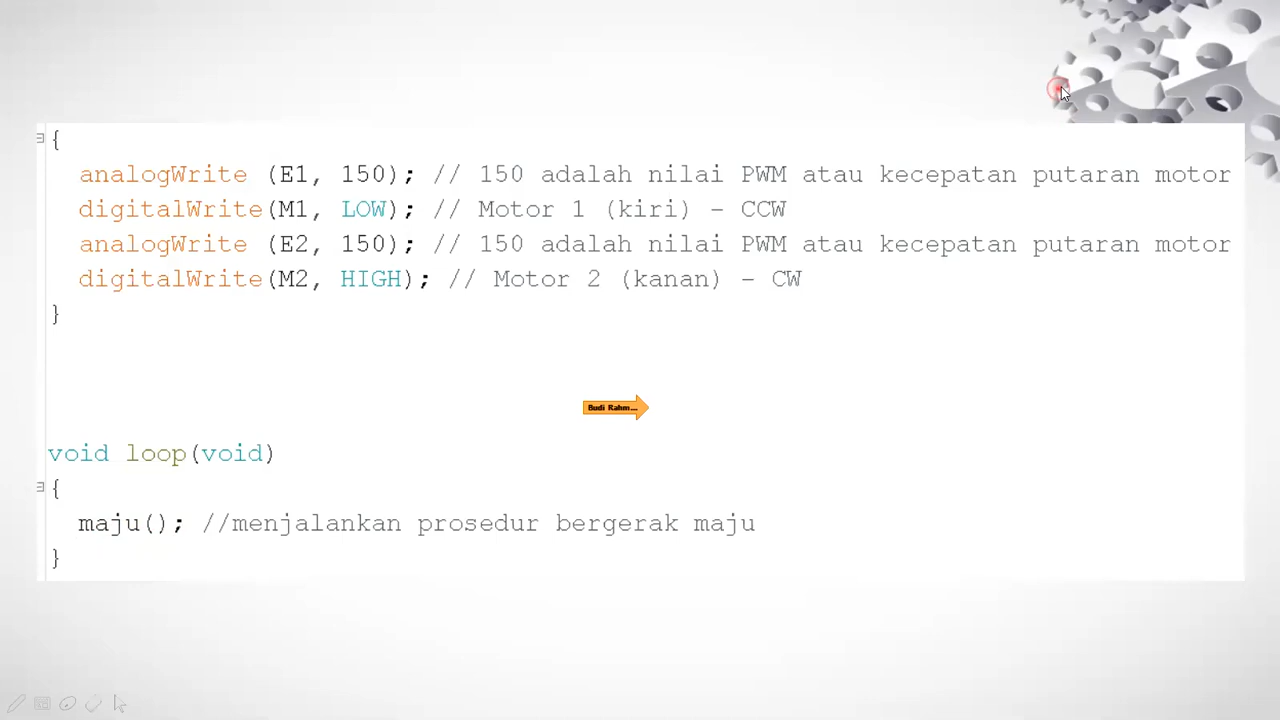 {
analogWrite (E1, 150); // 150 adalah nilai PWM atau kecepatan putaran motor
digitalWrite(M1, LOW); // Motor 1 (kiri) - CCW
analogWrite (E2, 150); // 150 adalah nilai PWM atau kecepatan putaran motor
digitalWrite(M2, HIGH); // Motor 2 (kanan) - CW
}
Budi Rahm...
void loop(void)
{
maju(); //menjalankan prosedur bergerak maju
}